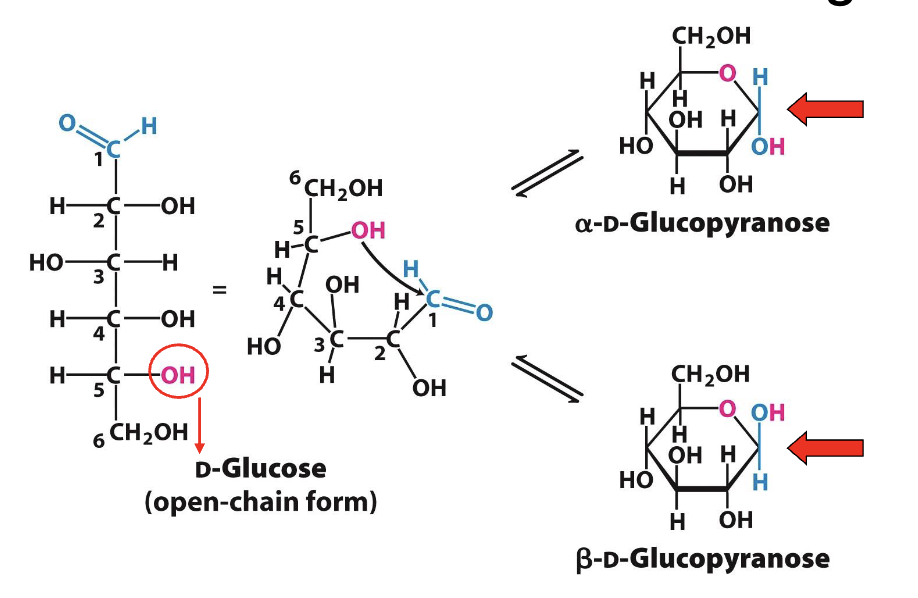 O H
1 C
H C OH
2
HO C H
3
H C OH
4
H C OH
5
6 CH₂OH
D-Glucose
(open-chain form)
=
6 CH₂OH
5 OH
H C
H OH H
4 C H C O
1
HO 3 C 2 C
H OH
CH₂OH
H O H
H
OH H
HO OH
H OH
α-D-Glucopyranose
CH₂OH
H O OH
H
OH H
HO H
H OH
β-D-Glucopyranose